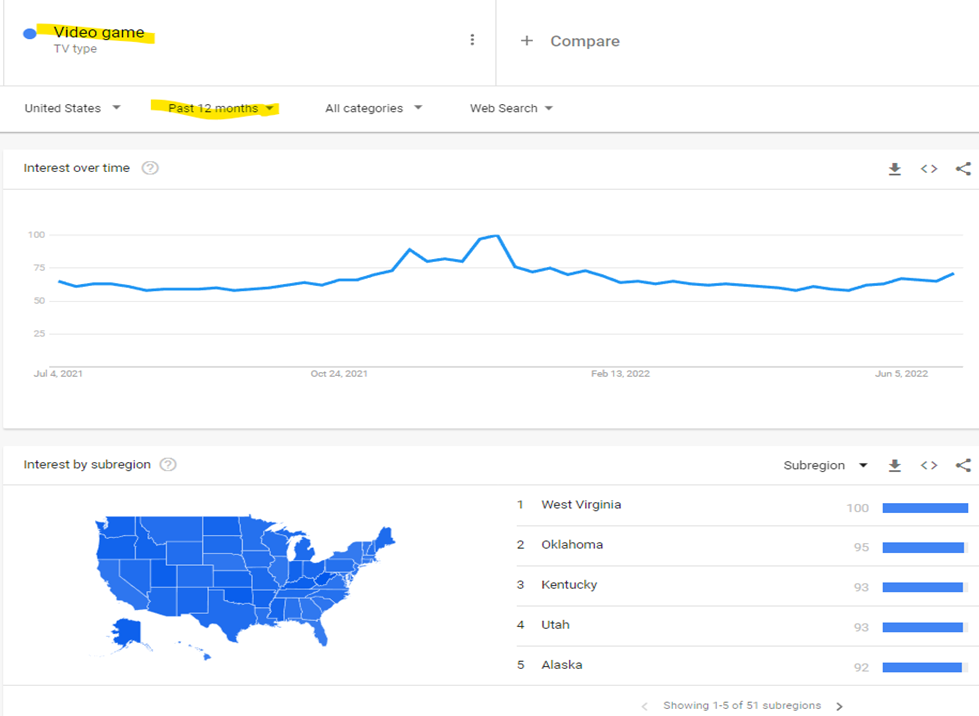 Video game
TV type
+ Compare
United States
Past 12 months
All categories
Web Search
Interest over time ?
100
75
50
25
Jul 4, 2021
Oct 24, 2021
Feb 13, 2022
Jun 5, 2022
Interest by subregion ?
Subregion
1 West Virginia 100
2 Oklahoma 95
3 Kentucky 93
4 Utah 93
5 Alaska 92
Showing 1-5 of 51 subregions